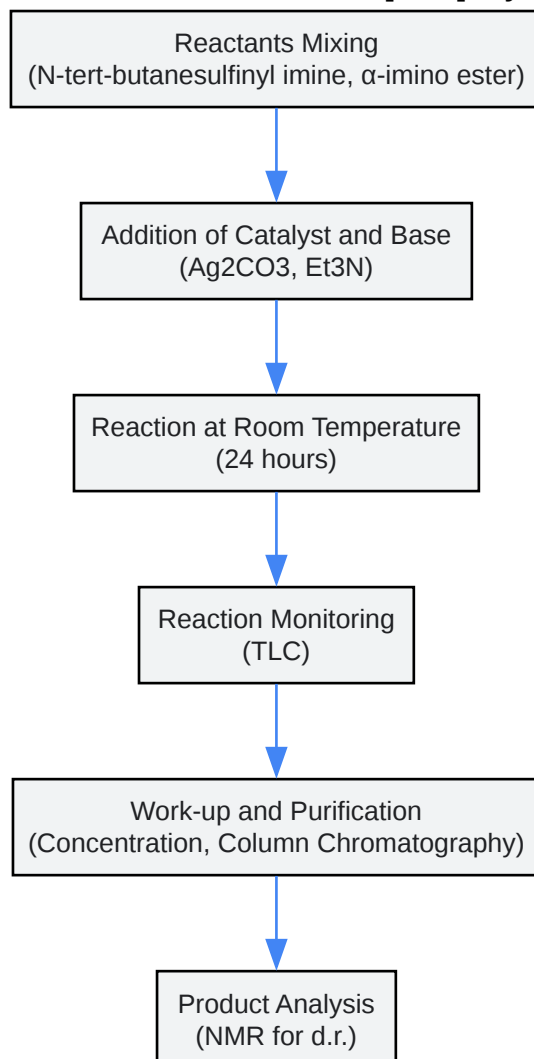 Reactants Mixing
(N-tert-butanesulfinyl imine, α-imino ester)
Addition of Catalyst and Base
(Ag2CO3, Et3N)
Reaction at Room Temperature
(24 hours)
Reaction Monitoring
(TLC)
Work-up and Purification
(Concentration, Column Chromatography)
Product Analysis
(NMR for d.r.)